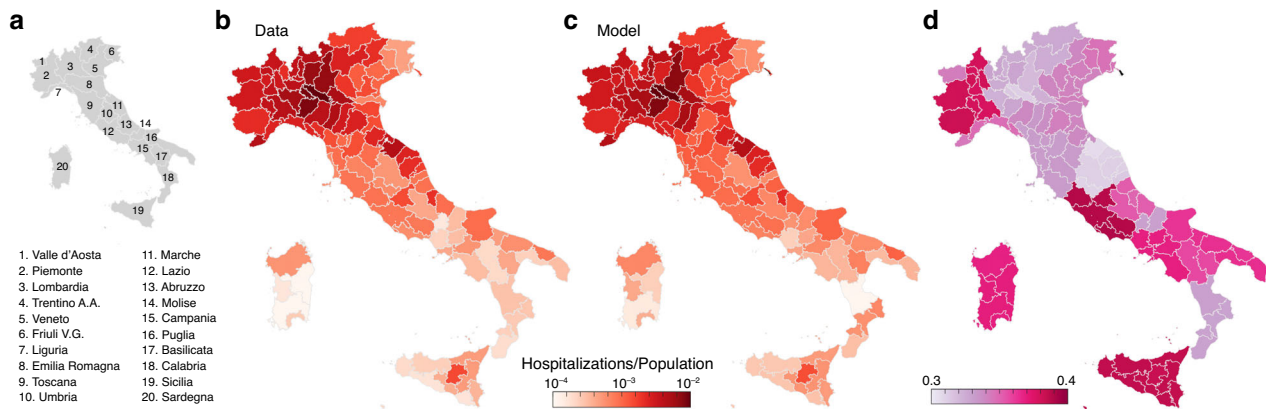 a
b
Data
c
Model
d
4
6
1
3
5
2
8
7
9
11
10
13
14
12
16
15
17
20
18
19
1. Valle d'Aosta
2. Piemonte
3. Lombardia
4. Trentino A.A.
5. Veneto
6. Friuli V.G.
7. Liguria
8. Emilia Romagna
9. Toscana
10. Umbria
11. Marche
12. Lazio
13. Abruzzo
14. Molise
15. Campania
16. Puglia
17. Basilicata
18. Calabria
19. Sicilia
20. Sardegna
Hospitalizations/Population
10⁻⁴ 10⁻³ 10⁻²
0.3 0.4